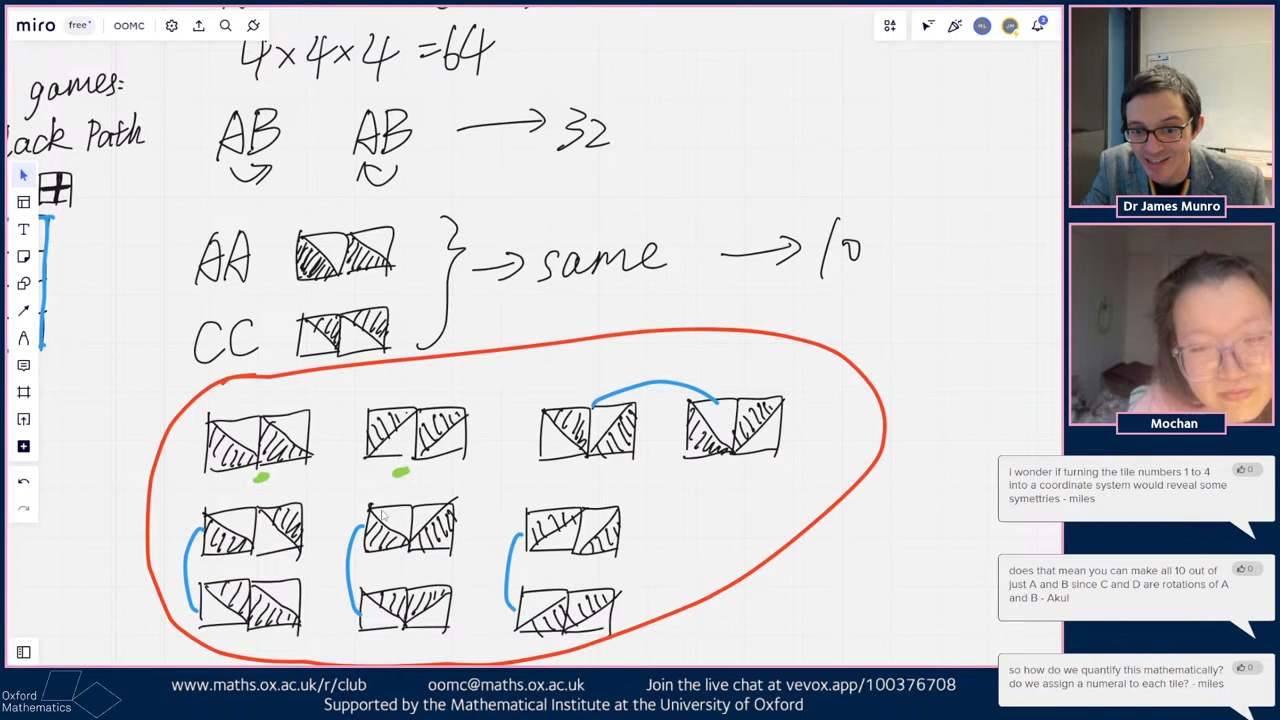 miro
free
OOMC
4×4×4 = 64
games:
lack Path
AB AB → 32
AA
CC
→ same → 10
ML
JM
2
Dr James Munro
Mochan
i wonder if turning the tile numbers 1 to 4
into a coordinate system would reveal some
symettries - miles
0
does that mean you can make all 10 out of
just A and B since C and D are rotations of A
and B - Akul
0
so how do we quantify this mathematically?
do we assign a numeral to each tile? - miles
0
Oxford
Mathematics
www.maths.ox.ac.uk/r/club oomc@maths.ox.ac.uk Join the live chat at vevox.app/100376708
Supported by the Mathematical Institute at the University of Oxford